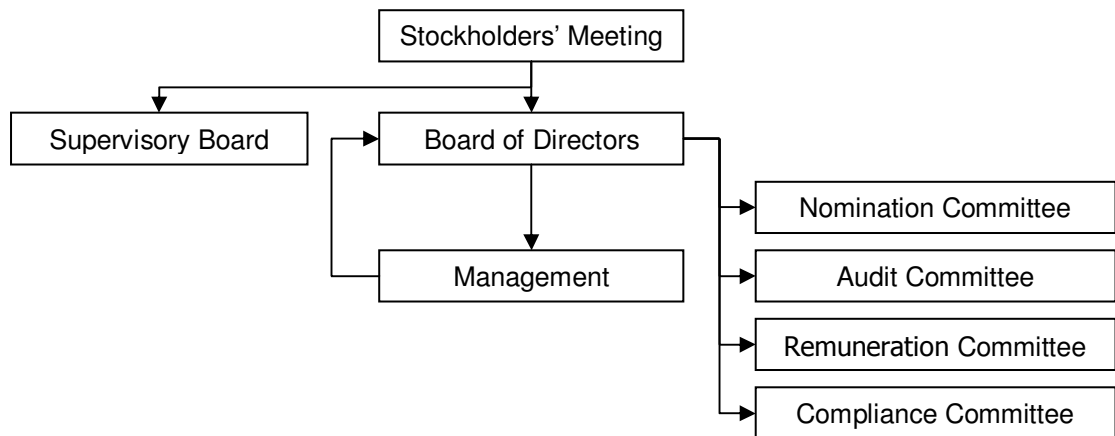 Stockholders' Meeting
Supervisory Board
Board of Directors
Nomination Committee
Management
Audit Committee
Remuneration Committee
Compliance Committee